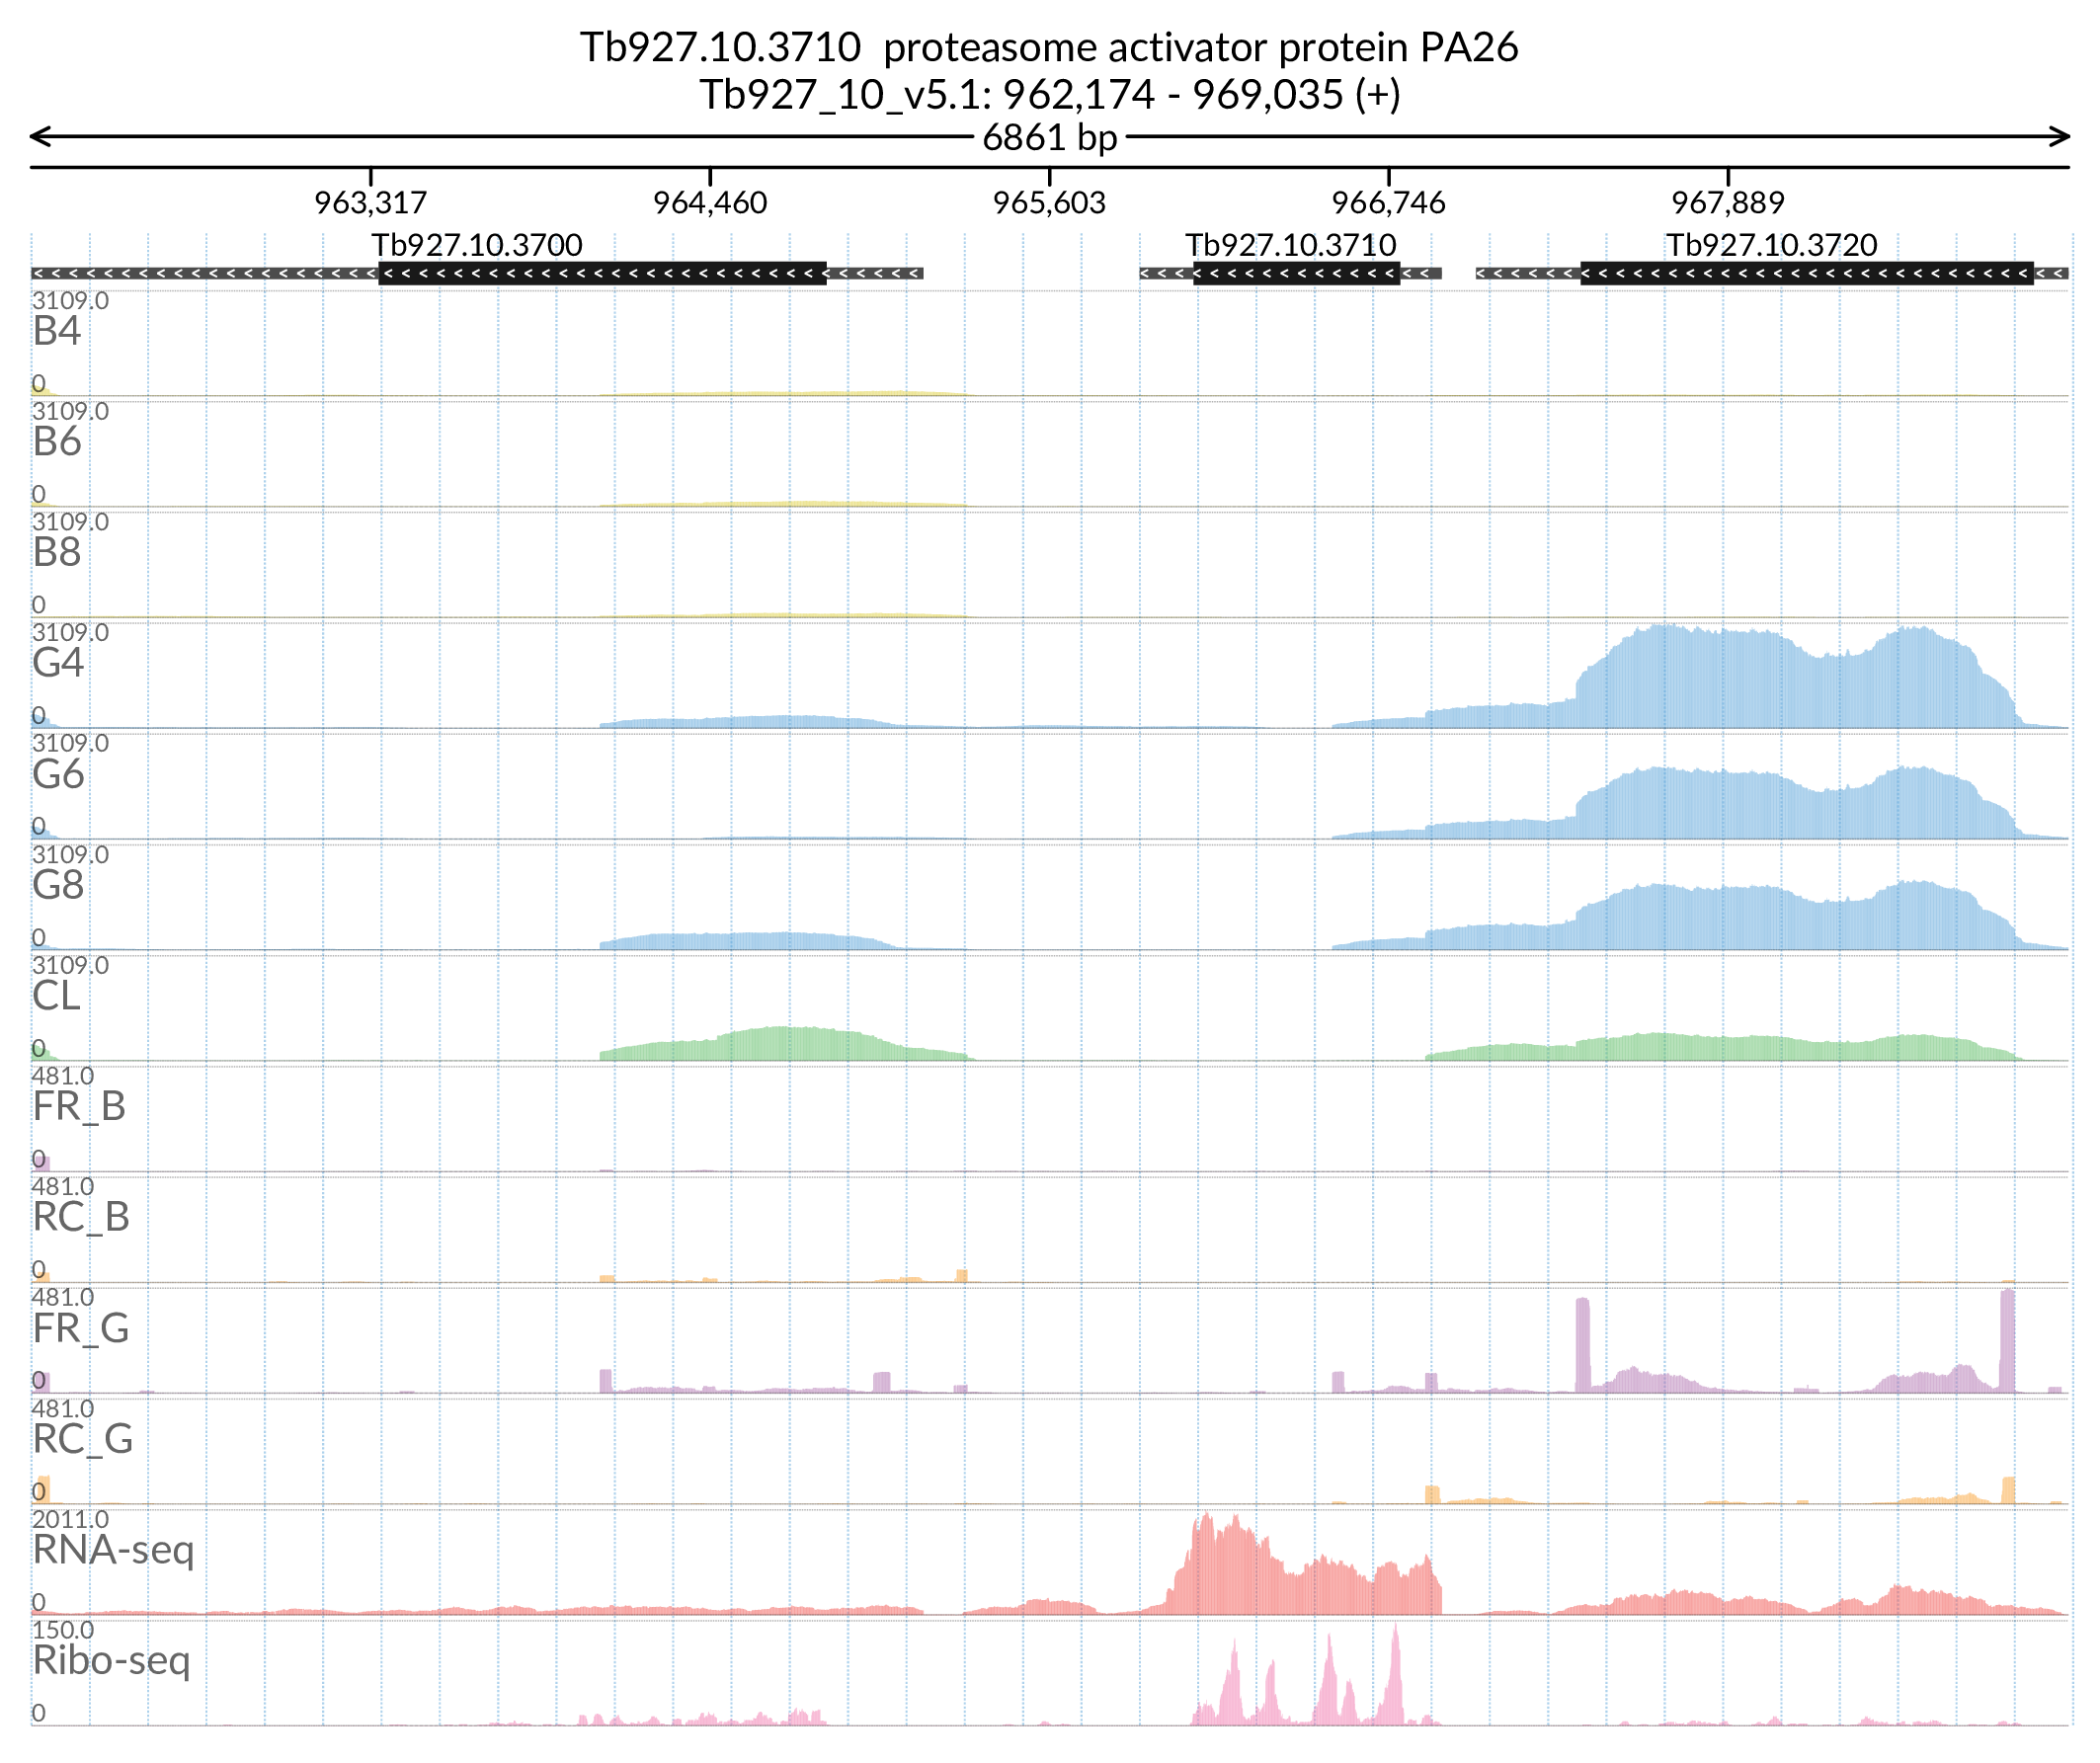 Tb927.10.3710  proteasome activator protein PA26
Tb927_10_v5.1: 962,174 - 969,035 (+)
6861 bp
963,317 964,460 965,603 966,746 967,889
Tb927.10.3700 Tb927.10.3710 Tb927.10.3720
3109.0
B4
0
3109.0
B6
0
3109.0
B8
0
3109.0
G4
0
3109.0
G6
0
3109.0
G8
0
3109.0
CL
0
481.0
FR_B
0
481.0
RC_B
0
481.0
FR_G
0
481.0
RC_G
0
2011.0
RNA-seq
0
150.0
Ribo-seq
0